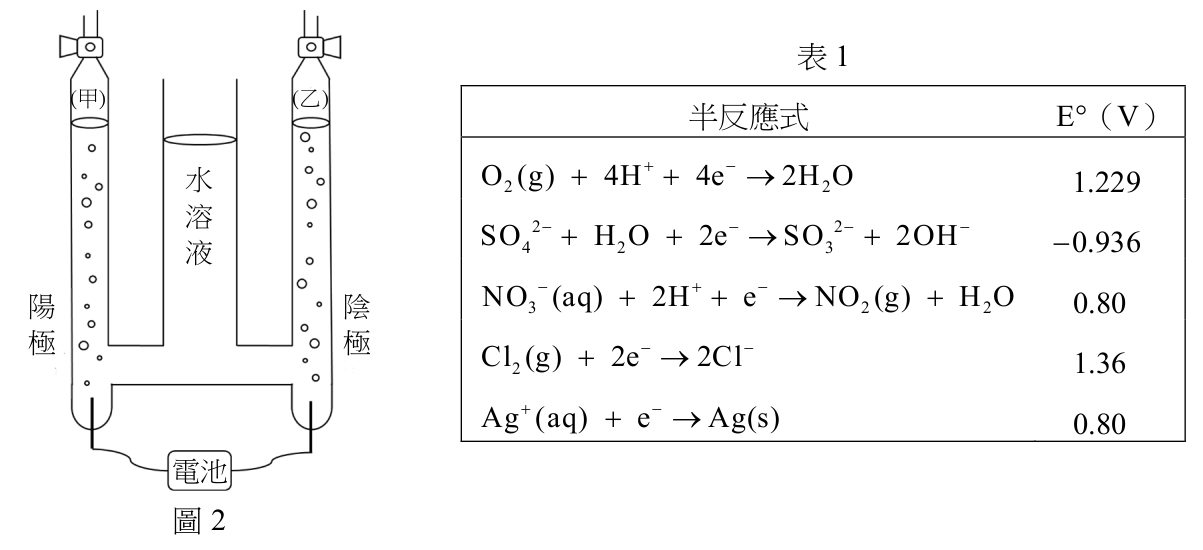 (甲)
(乙)
水溶液
陽極
陰極
電池
圖 2
表 1
半反應式 E°（V）
O₂(g) + 4H⁺ + 4e⁻ → 2H₂O 1.229
SO₄²⁻ + H₂O + 2e⁻ → SO₃²⁻ + 2OH⁻ −0.936
NO₃⁻(aq) + 2H⁺ + e⁻ → NO₂(g) + H₂O 0.80
Cl₂(g) + 2e⁻ → 2Cl⁻ 1.36
Ag⁺(aq) + e⁻ → Ag(s) 0.80